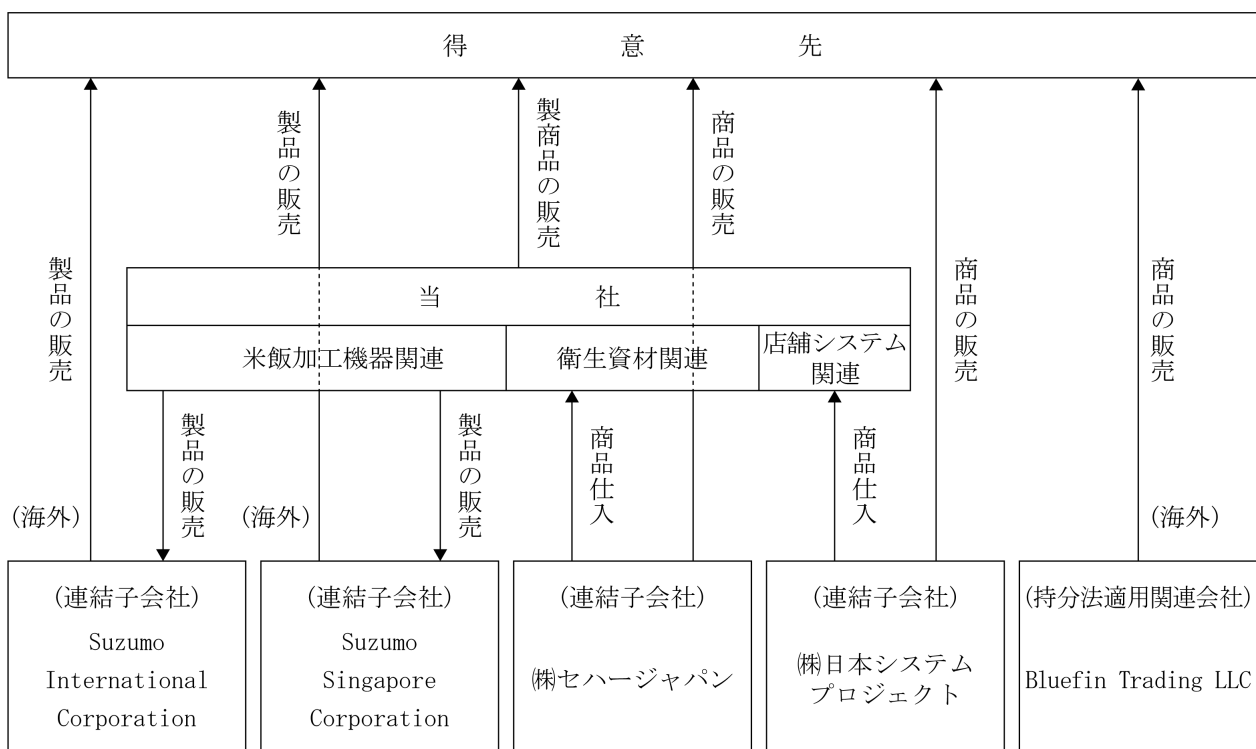 得意先
製品の販売
製品の販売
製商品の販売
商品の販売
商品の販売
商品の販売
当社
米飯加工機器関連
衛生資材関連
店舗システム
関連
製品の販売
製品の販売
商品仕入
商品仕入
(海外)
(海外)
(海外)
(連結子会社)
Suzumo
International
Corporation
(連結子会社)
Suzumo
Singapore
Corporation
(連結子会社)
㈱セハージャパン
(連結子会社)
㈱日本システム
プロジェクト
(持分法適用関連会社)
Bluefin Trading LLC